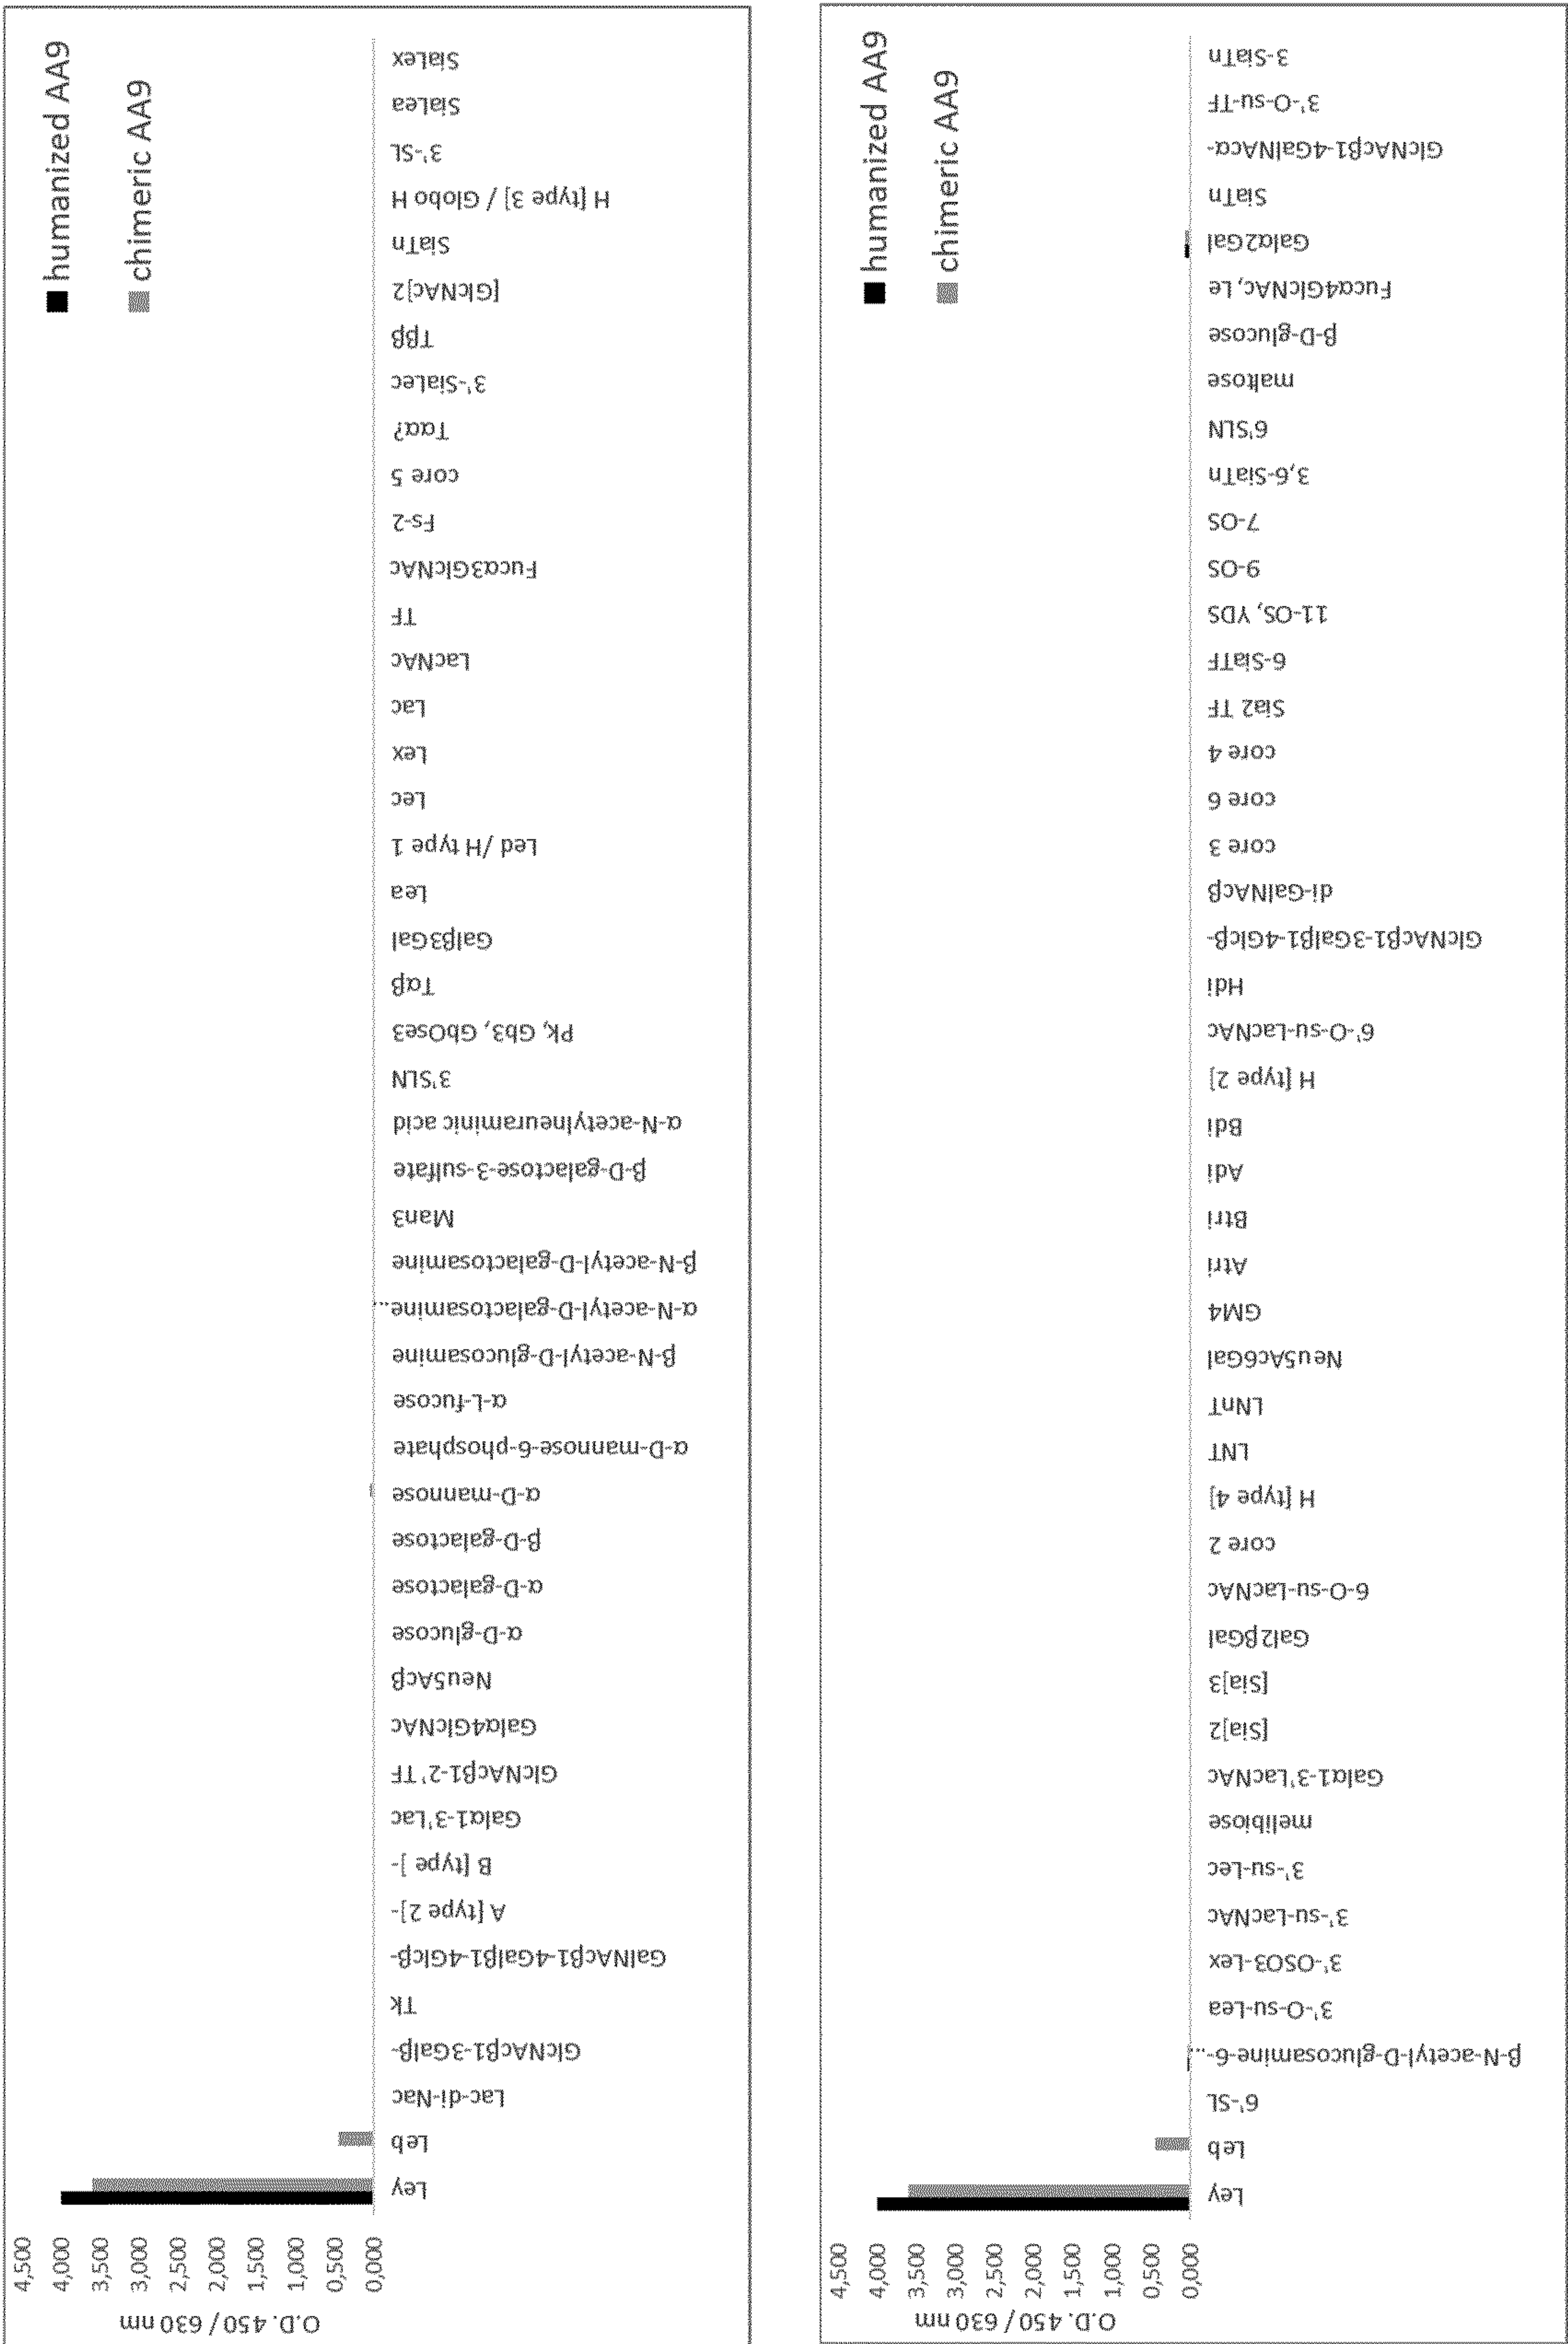 humanized AA9
chimeric AA9
O.D. 450 / 630 nm
4,500
4,000
3,500
3,000
2,500
2,000
1,500
1,000
0,500
0,000
Ley
Leb
Lac-di-Nac
GlcNAcβ1-3Galβ-
Tk
GalNAcβ1-4Galβ1-4Glcβ-
A [type 2]-
B [type ]-
Galα1-3'Lac
GlcNAcβ1-2' TF
Galα4GlcNAc
Neu5Acβ
α-D-glucose
α-D-galactose
β-D-galactose
α-D-mannose
α-D-mannose-6-phosphate
α-L-fucose
β-N-acetyl-D-glucosamine
α-N-acetyl-D-galactosamine...
β-N-acetyl-D-galactosamine
Man3
β-D-galactose-3-sulfate
α-N-acetylneuraminic acid
3'SLN
Pk, Gb3, GbOse3
Tαβ
Galβ3Gal
Lea
Led /H type 1
Lec
Lex
Lac
LacNAc
TF
Fucα3GlcNAc
Fs-2
core 5
Tαα?
3'-SiaLec
Tββ
[GlcNAc]2
SiaTn
H [type 3] / Globo H
3'-SL
SiaLea
SiaLex
humanized AA9
chimeric AA9
O.D. 450 / 630 nm
4,500
4,000
3,500
3,000
2,500
2,000
1,500
1,000
0,500
0,000
Ley
Leb
6'-SL
β-N-acetyl-D-glucosamine-6-...
3'-O-su-Lea
3'-OSO3-Lex
3'-su-LacNAc
3'-su-Lec
melibiose
Galα1-3'LacNAc
[Sia]2
[Sia]3
Gal2βGal
6-O-su-LacNAc
core 2
H [type 4]
LNT
LNnT
Neu5Ac6Gal
GM4
Atri
Btri
Adi
Bdi
H [type 2]
6'-O-su-LacNAc
Hdi
GlcNAcβ1-3Galβ1-4Glcβ-
di-GalNAcβ
core 3
core 6
core 4
Sia2 TF
6-SiaTF
11-OS, YDS
9-OS
7-OS
3,6-SiaTn
6'SLN
maltose
β-D-glucose
Fucα4GlcNAc, Le
Galα2Gal
SiaTn
GlcNAcβ1-4GalNAcα-
3'-O-su-TF
3-SiaTn